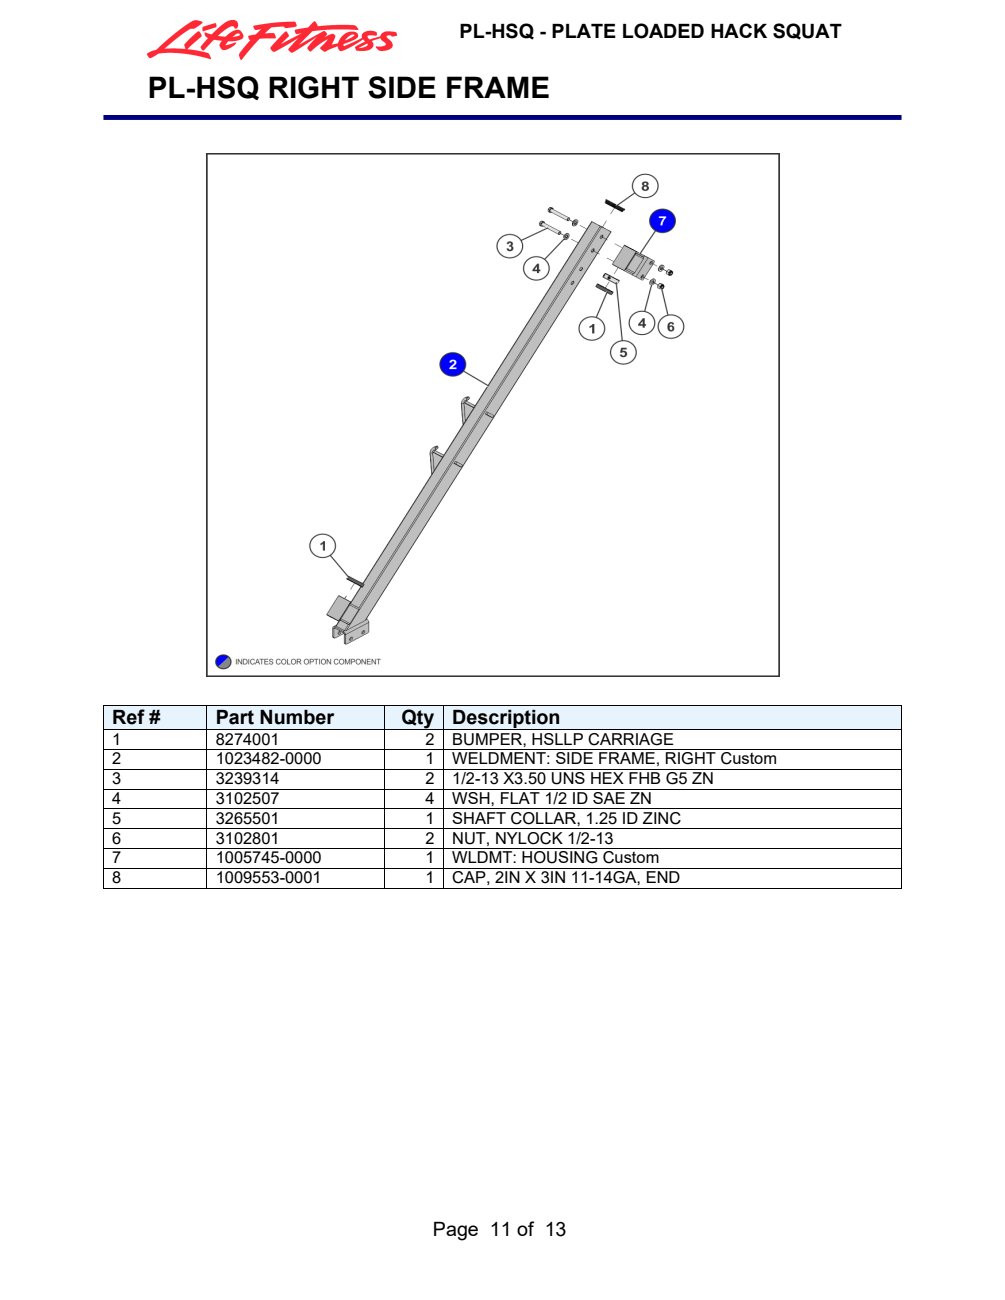 Life Fitness
PL-HSQ - PLATE LOADED HACK SQUAT
PL-HSQ RIGHT SIDE FRAME
8
7
3
4
1
4
6
5
2
1
INDICATES COLOR OPTION COMPONENT
Ref # Part Number Qty Description
1 8274001 2 BUMPER, HSLLP CARRIAGE
2 1023482-0000 1 WELDMENT: SIDE FRAME, RIGHT Custom
3 3239314 2 1/2-13 X3.50 UNS HEX FHB G5 ZN
4 3102507 4 WSH, FLAT 1/2 ID SAE ZN
5 3265501 1 SHAFT COLLAR, 1.25 ID ZINC
6 3102801 2 NUT, NYLOCK 1/2-13
7 1005745-0000 1 WLDMT: HOUSING Custom
8 1009553-0001 1 CAP, 2IN X 3IN 11-14GA, END
Page 11 of 13